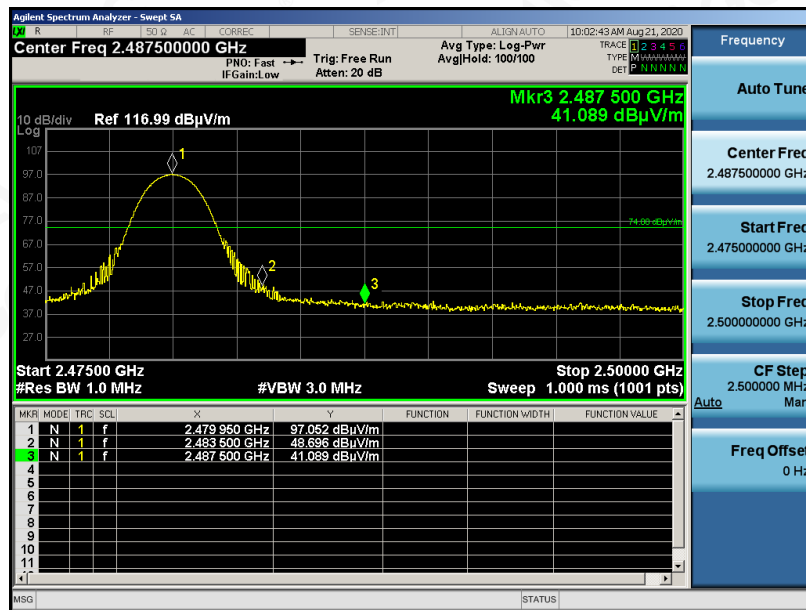 Agilent Spectrum Analyzer - Swept SA
LXI R RF 50 Ω AC CORREC SENSE:INT ALIGN AUTO 10:02:43 AM Aug 21, 2020
Center Freq 2.487500000 GHz
PNO: Fast
IFGain:Low
Trig: Free Run
Atten: 20 dB
Avg Type: Log-Pwr
Avg|Hold: 100/100
TRACE 1 2 3 4 5 6
TYPE M
DET P N N N N N
Mkr3 2.487 500 GHz
41.089 dBµV/m
10 dB/div Ref 116.99 dBµV/m
Log
107
97.0
87.0
77.0
67.0
57.0
47.0
37.0
27.0
1
2
3
74.00 dBµV/m
Start 2.47500 GHz Stop 2.50000 GHz
#Res BW 1.0 MHz #VBW 3.0 MHz Sweep 1.000 ms (1001 pts)
MKR MODE TRC SCL X Y FUNCTION FUNCTION WIDTH FUNCTION VALUE
1 N 1 f 2.479 950 GHz 97.052 dBµV/m
2 N 1 f 2.483 500 GHz 48.696 dBµV/m
3 N 1 f 2.487 500 GHz 41.089 dBµV/m
4
5
6
7
8
9
10
11
MSG STATUS
Frequency
Auto Tune
Center Freq
2.487500000 GHz
Start Freq
2.475000000 GHz
Stop Freq
2.500000000 GHz
CF Step
2.500000 MHz
Auto Man
Freq Offset
0 Hz